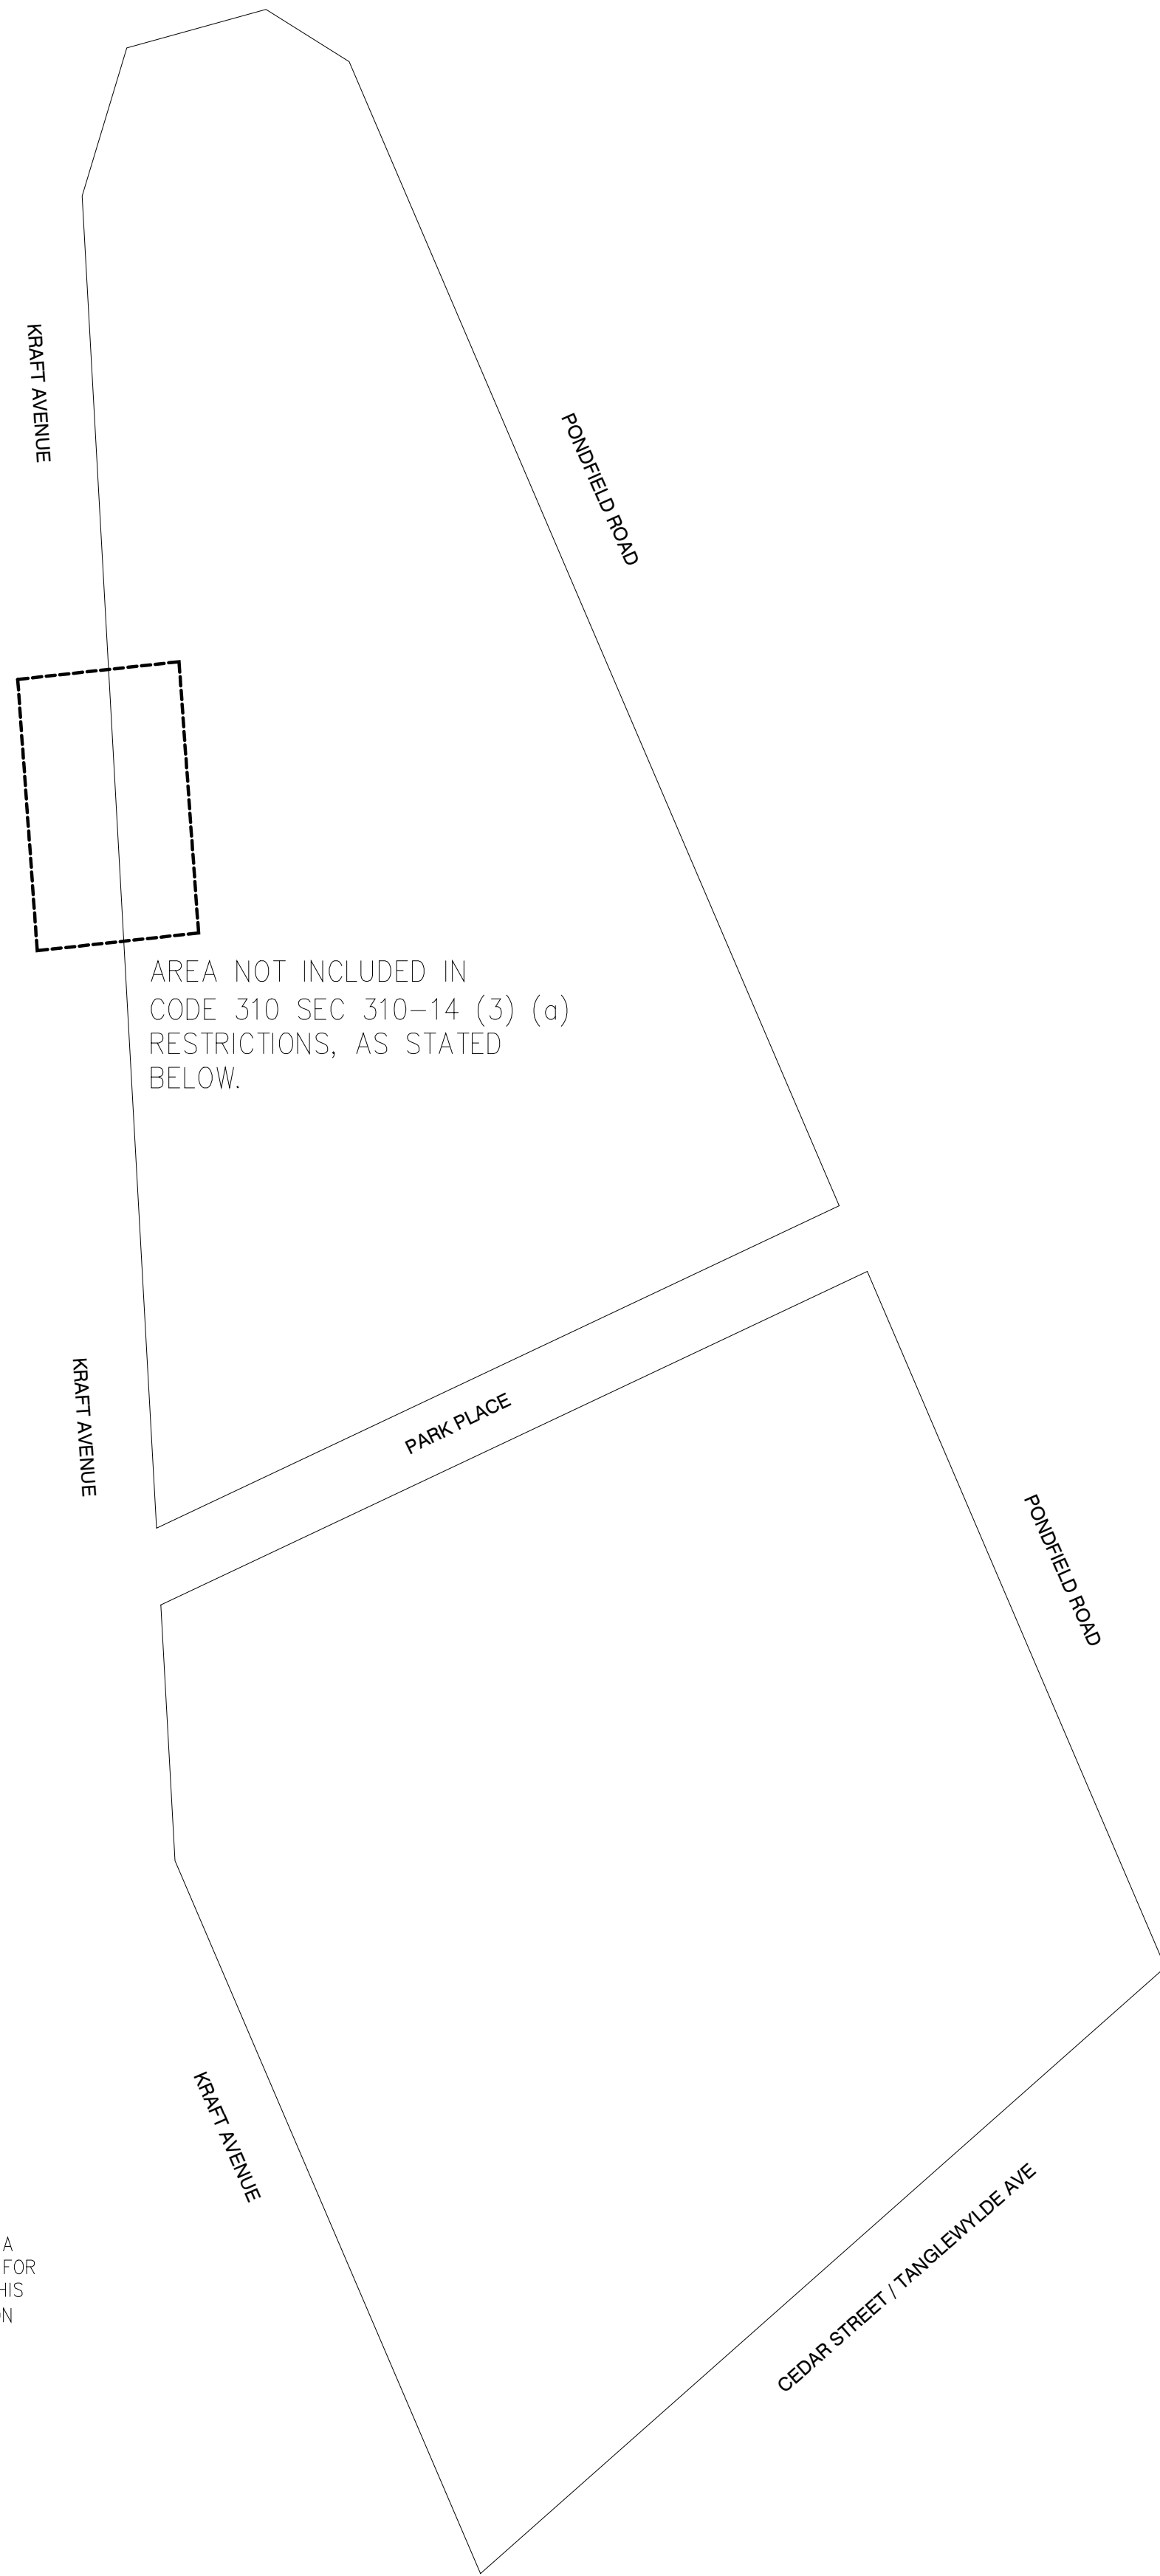 KRAFT AVENUE
PONDFIELD ROAD
AREA NOT INCLUDED IN
CODE 310 SEC 310-14 (3) (a)
RESTRICTIONS, AS STATED
BELOW.
KRAFT AVENUE
PARK PLACE
PONDFIELD ROAD
KRAFT AVENUE
CEDAR STREET / TANGLEWYLDE AVE
A
FOR